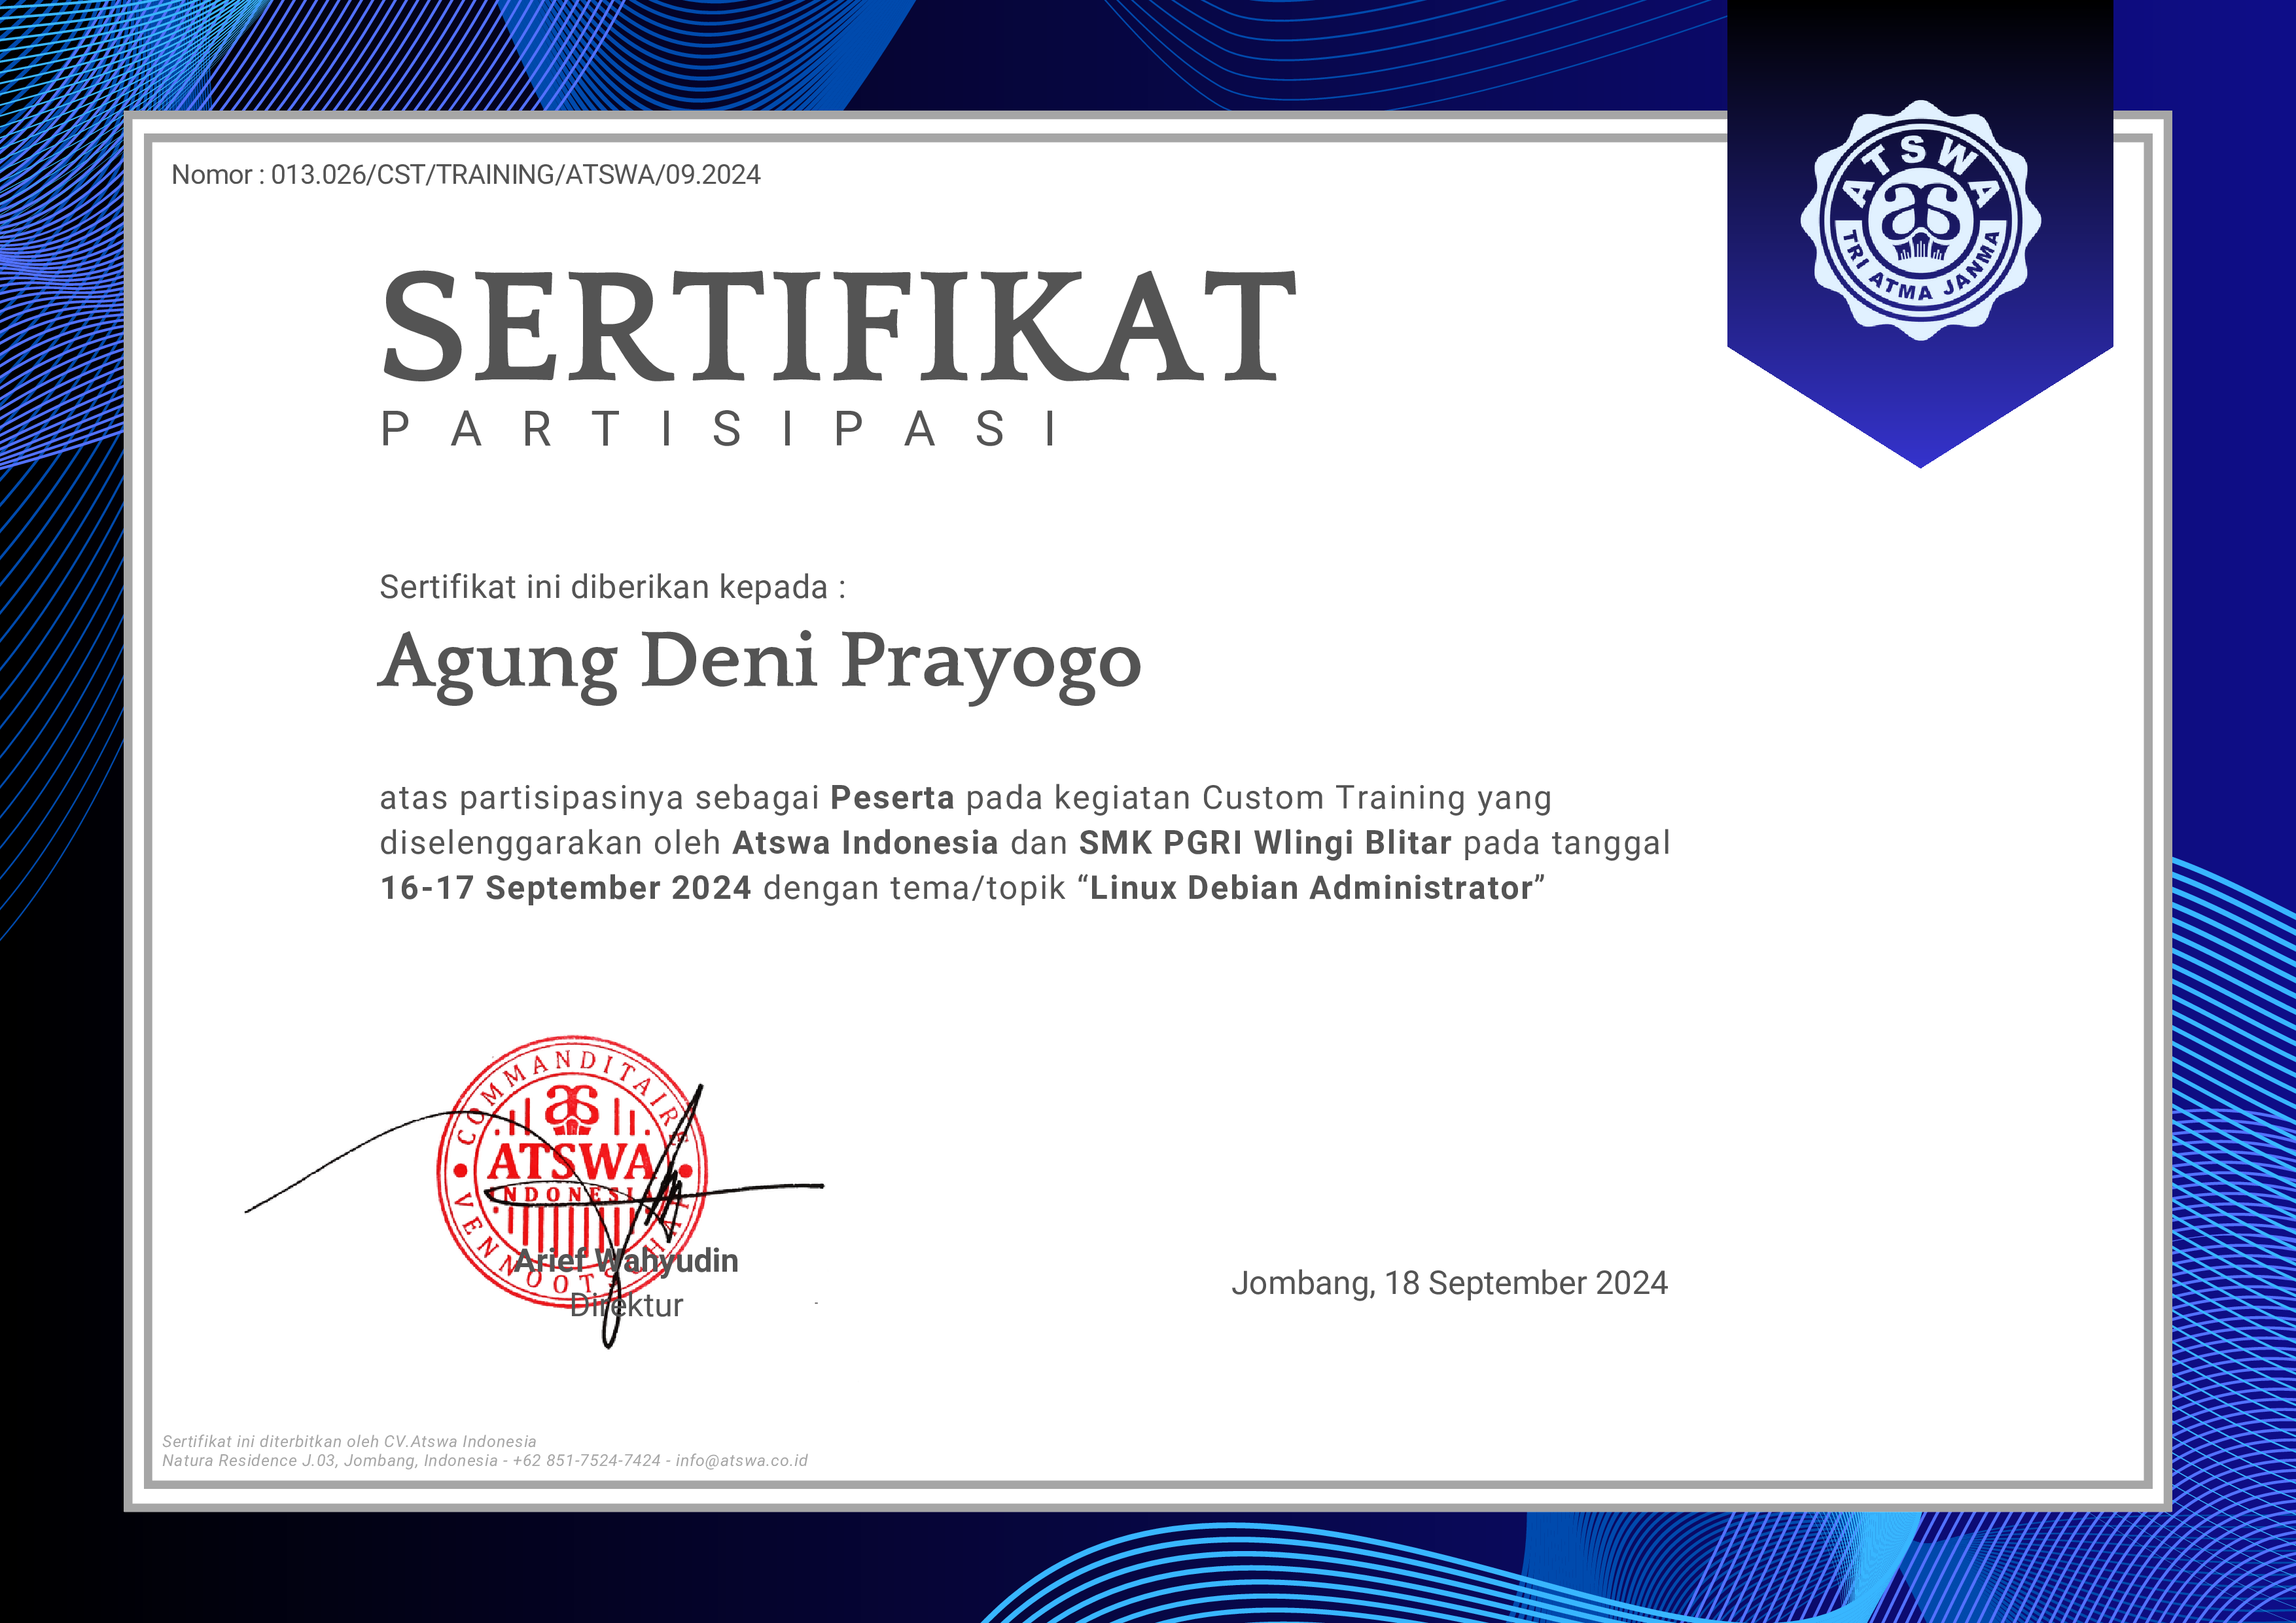 Nomor : 013.026/CST/TRAINING/ATSWA/09.2024
ATSWA
as
TRI ATMA JANMA
SERTIFIKAT
PARTISIPASI
Sertifikat ini diberikan kepada :
Agung Deni Prayogo
atas partisipasinya sebagai Peserta pada kegiatan Custom Training yang
diselenggarakan oleh Atswa Indonesia dan SMK PGRI Wlingi Blitar pada tanggal
16-17 September 2024 dengan tema/topik “Linux Debian Administrator”
COMMANDITAIRE
as
ATSWA
INDONESIA
VENNOOTSCHAP
Arief Wahyudin
Direktur
Jombang, 18 September 2024
Sertifikat ini diterbitkan oleh CV.Atswa Indonesia
Natura Residence J.03, Jombang, Indonesia - +62 851-7524-7424 - info@atswa.co.id